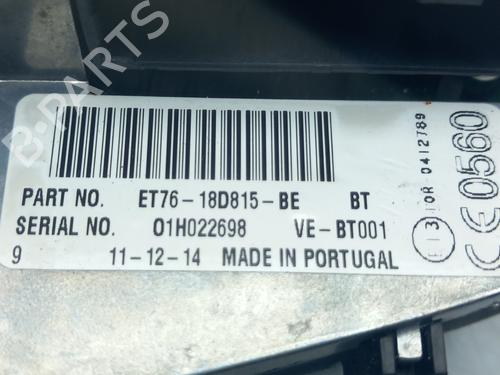 B-PARTS
PART NO. ET76-18D815-BE BT
SERIAL NO. 01H022698 VE-BT001
9 11-12-14 MADE IN PORTUGAL
E13 10R 0412789
CE0560